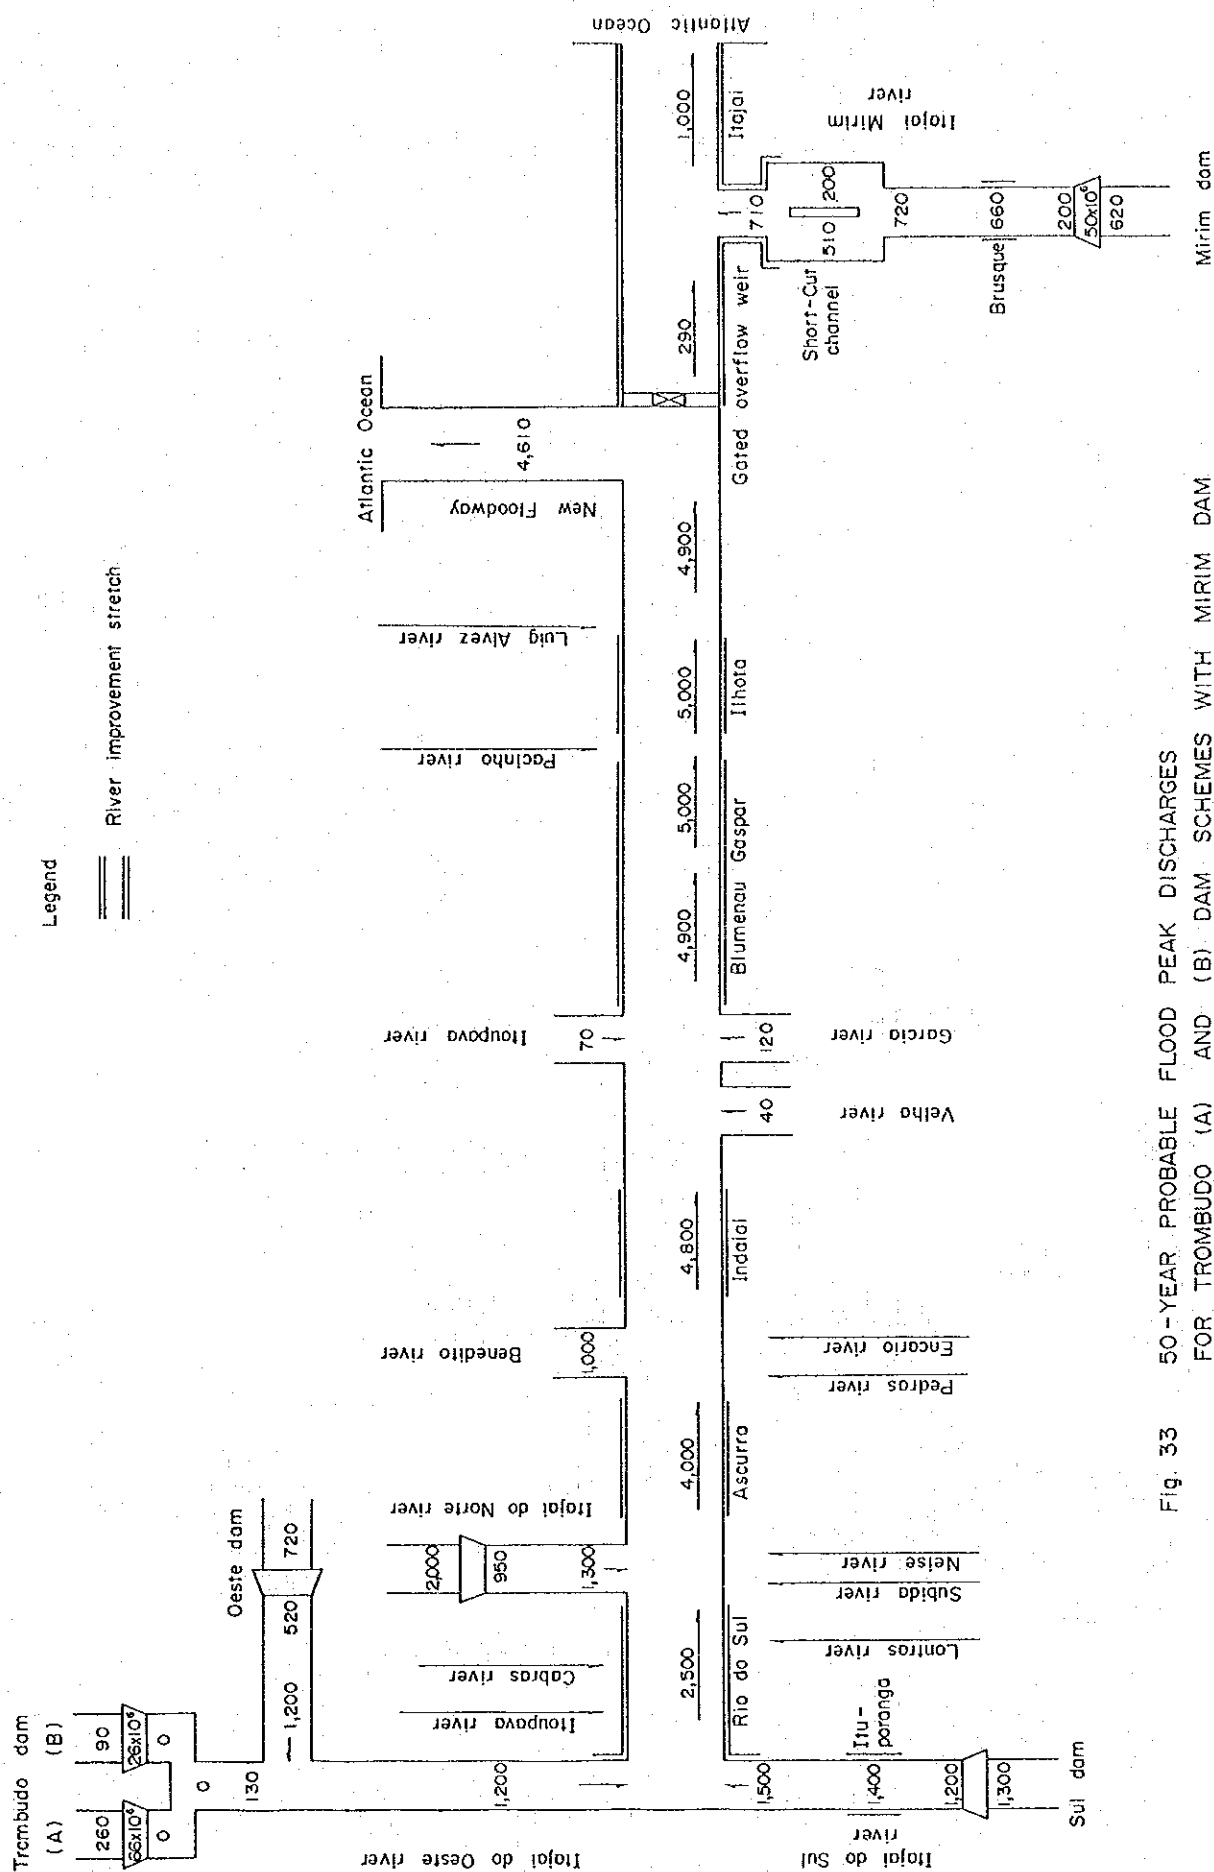 Legend
River improvement stretch
Trombudo dam
(A)
(B)
260
90
66x10⁶
26x10⁶
0
0
0
130
Oeste dam
1,200
520
720
1,200
Itajai do Oeste river
Itoupava river
Cabras river
2,000
950
1,300
Itajai do Norte river
Benedito river
1,000
Itoupava river
70
Pacinho river
Luig Alvez river
New Floodway
Atlantic Ocean
4,610
Atlantic Ocean
2,500
4,000
4,800
4,900
5,000
5,000
4,900
290
1,000
Rio do Sul
Ascurra
Indaial
Blumenau
Gaspar
Ilhota
Gated overflow weir
Itajai
1,500
1,400
1,200
1,300
Itu-
poranga
Itajai do Sul
river
Sul dam
Lontras river
Subida river
Neise river
Pedras river
Encario river
40
Velha river
120
Garcia river
710
510
200
Short-Cut
channel
720
660
Brusque
200
50x10⁶
620
Itajai Mirim
river
Mirim dam
Fig. 33 50-YEAR PROBABLE FLOOD PEAK DISCHARGES
FOR TROMBUDO (A) AND (B) DAM SCHEMES WITH MIRIM DAM